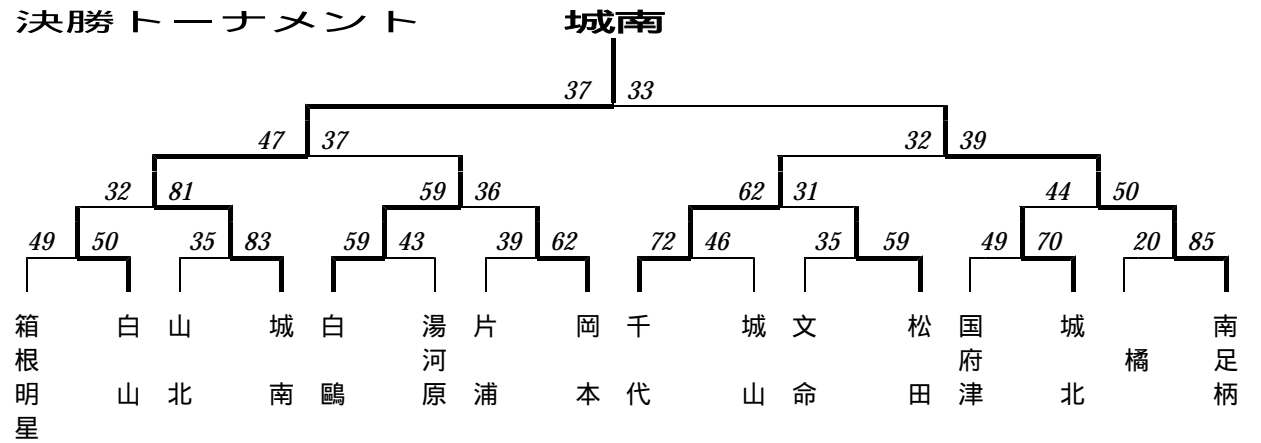 決勝トーナメント 城南
37 33
47 37 32 39
32 81 59 36 62 31 44 50
49 50 35 83 59 43 39 62 72 46 35 59 49 70 20 85
箱根明星
白山
山北
城南
白鷗
湯河原
片浦
岡本
千代
城山
文命
松田
国府津
城北
橘
南足柄